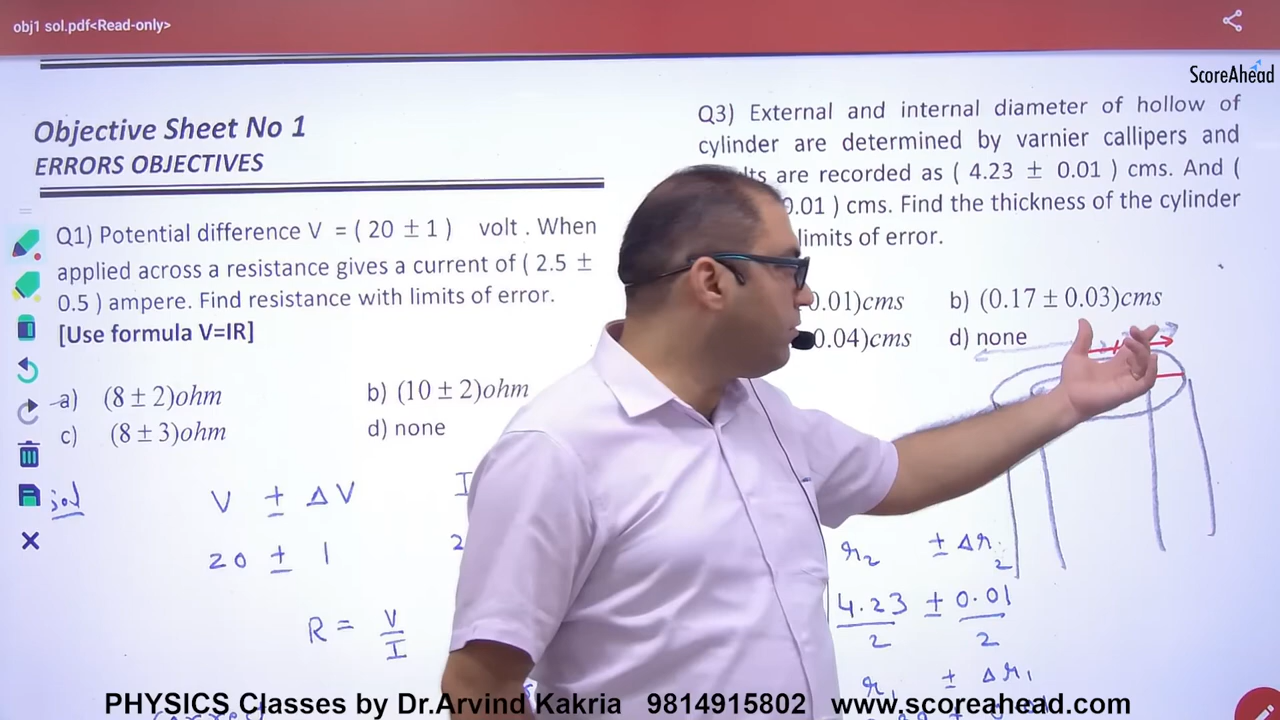 obj1 sol.pdf<Read-only>
ScoreAhead
Objective Sheet No 1
ERRORS OBJECTIVES
Q1) Potential difference V = ( 20 ± 1 ) volt . When
applied across a resistance gives a current of ( 2.5 ±
0.5 ) ampere. Find resistance with limits of error.
[Use formula V=IR]
a) (8 ± 2)ohm b) (10 ± 2)ohm
c) (8 ± 3)ohm d) none
sol V ± ΔV I
20 ± 1 2
R = V/I
Q3) External and internal diameter of hollow of
cylinder are determined by varnier callipers and
are recorded as ( 4.23 ± 0.01 ) cms. And (
0.01 ) cms. Find the thickness of the cylinder
limits of error.
0.01)cms b) (0.17 ± 0.03)cms
0.04)cms d) none
r₂ ± Δr₂
4.23/2 ± 0.01/2
r₁ ± Δr₁
PHYSICS Classes by Dr.Arvind Kakria 9814915802 www.scoreahead.com